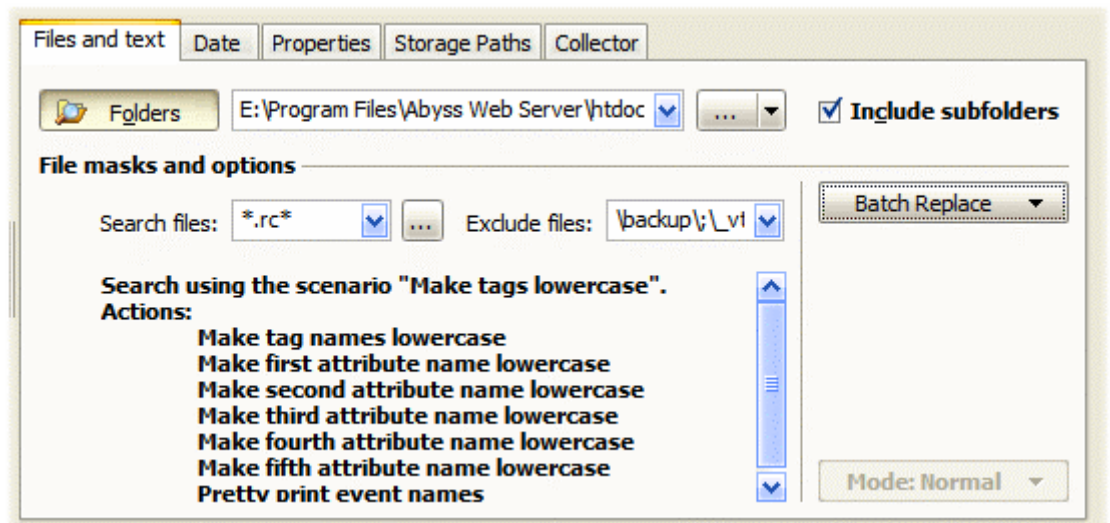 Files and text Date Properties Storage Paths Collector
Folders E:\Program Files\Abyss Web Server\htdoc ... Include subfolders
File masks and options
Search files: *.rc* ... Exclude files: \backup\;\_vt Batch Replace
Search using the scenario "Make tags lowercase".
Actions:
Make tag names lowercase
Make first attribute name lowercase
Make second attribute name lowercase
Make third attribute name lowercase
Make fourth attribute name lowercase
Make fifth attribute name lowercase
Pretty print event names
Mode: Normal